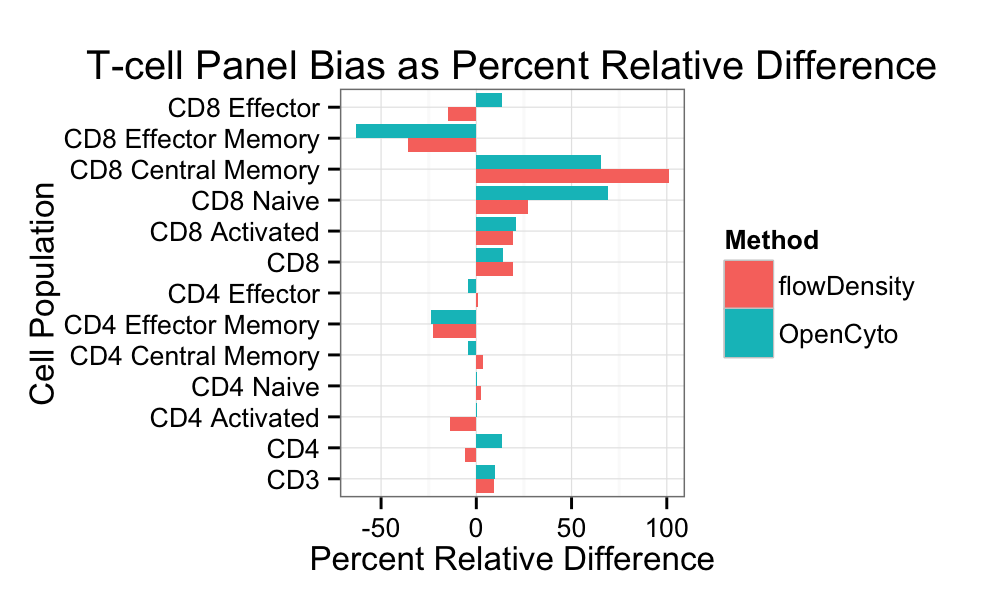 T-cell Panel Bias as Percent Relative Difference
Cell Population
CD8 Effector
CD8 Effector Memory
CD8 Central Memory
CD8 Naive
CD8 Activated
CD8
CD4 Effector
CD4 Effector Memory
CD4 Central Memory
CD4 Naive
CD4 Activated
CD4
CD3
-50 0 50 100
Percent Relative Difference
Method
flowDensity
OpenCyto